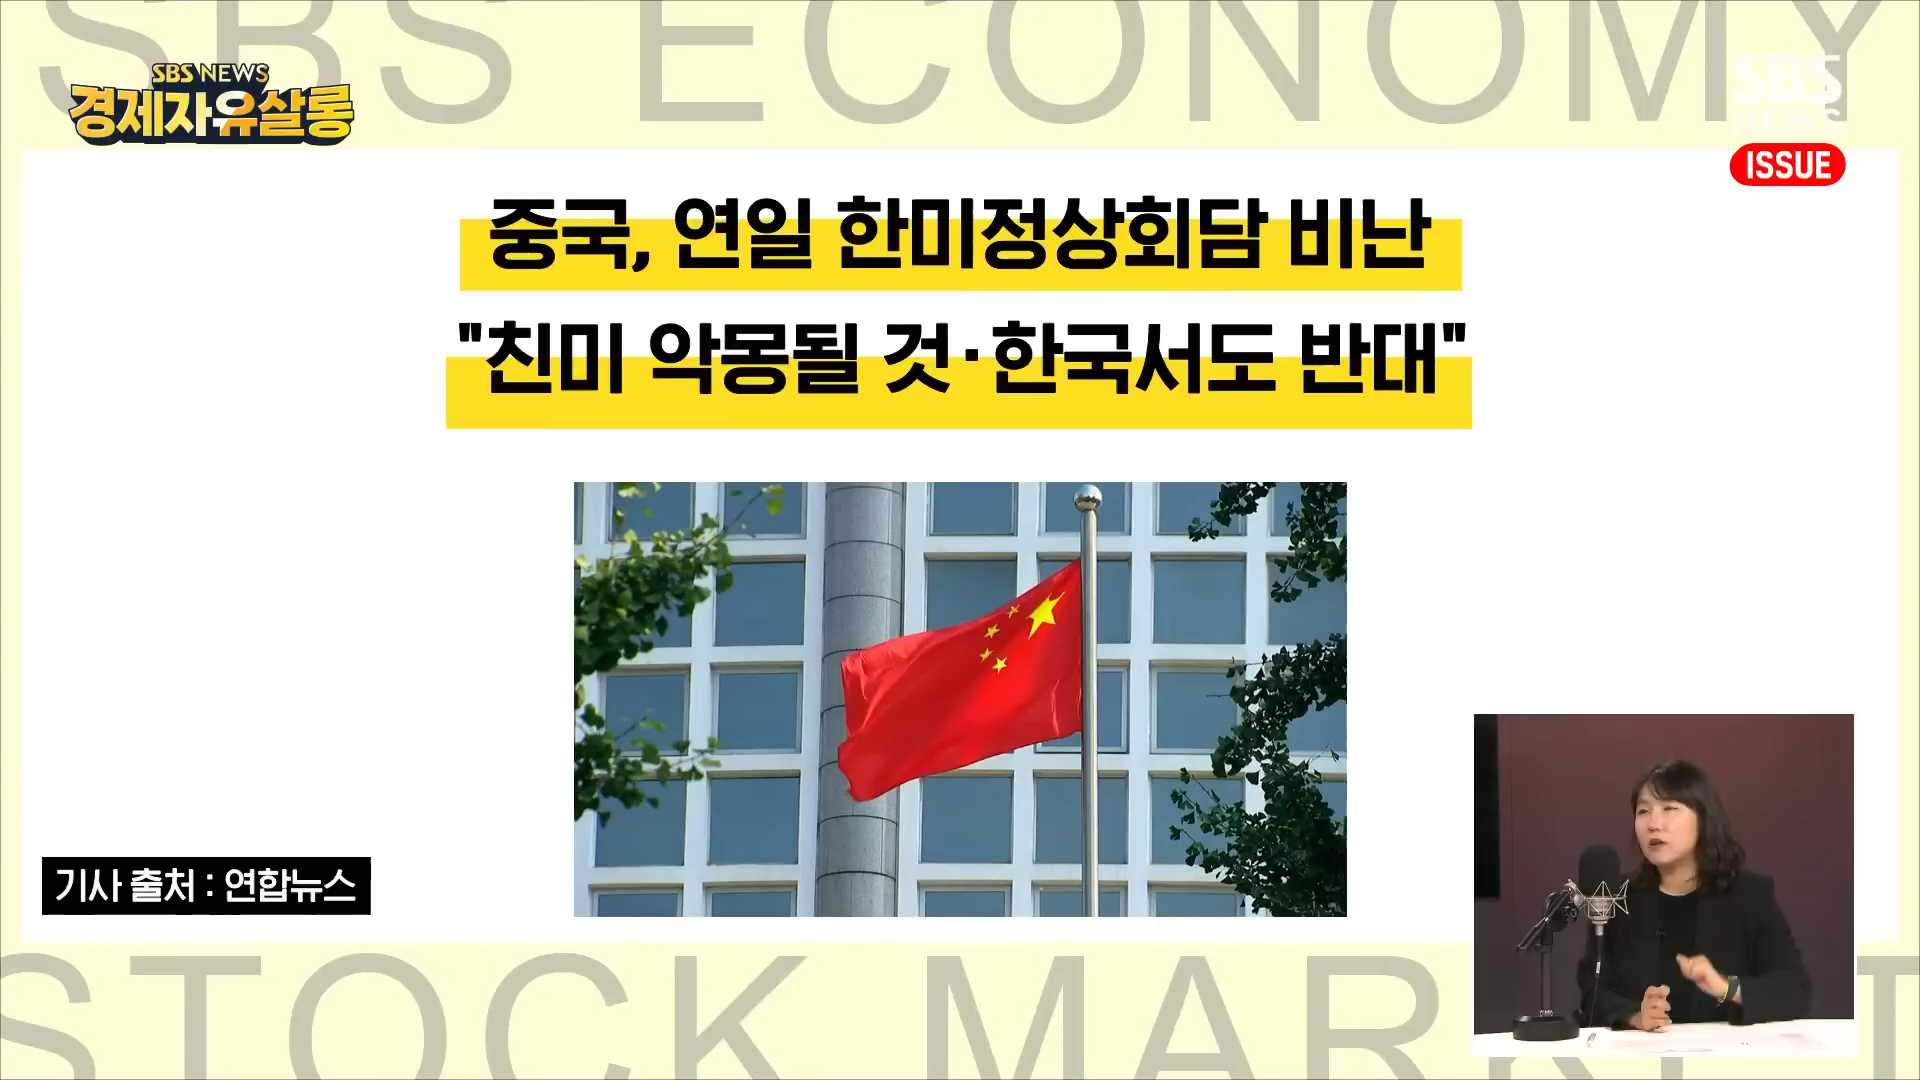 SBS ECONOMY
SBS NEWS
경제자유살롱
SBS
NEWS
ISSUE
중국, 연일 한미정상회담 비난
"친미 악몽될 것·한국서도 반대"
기사 출처 : 연합뉴스
STOCK MARKET